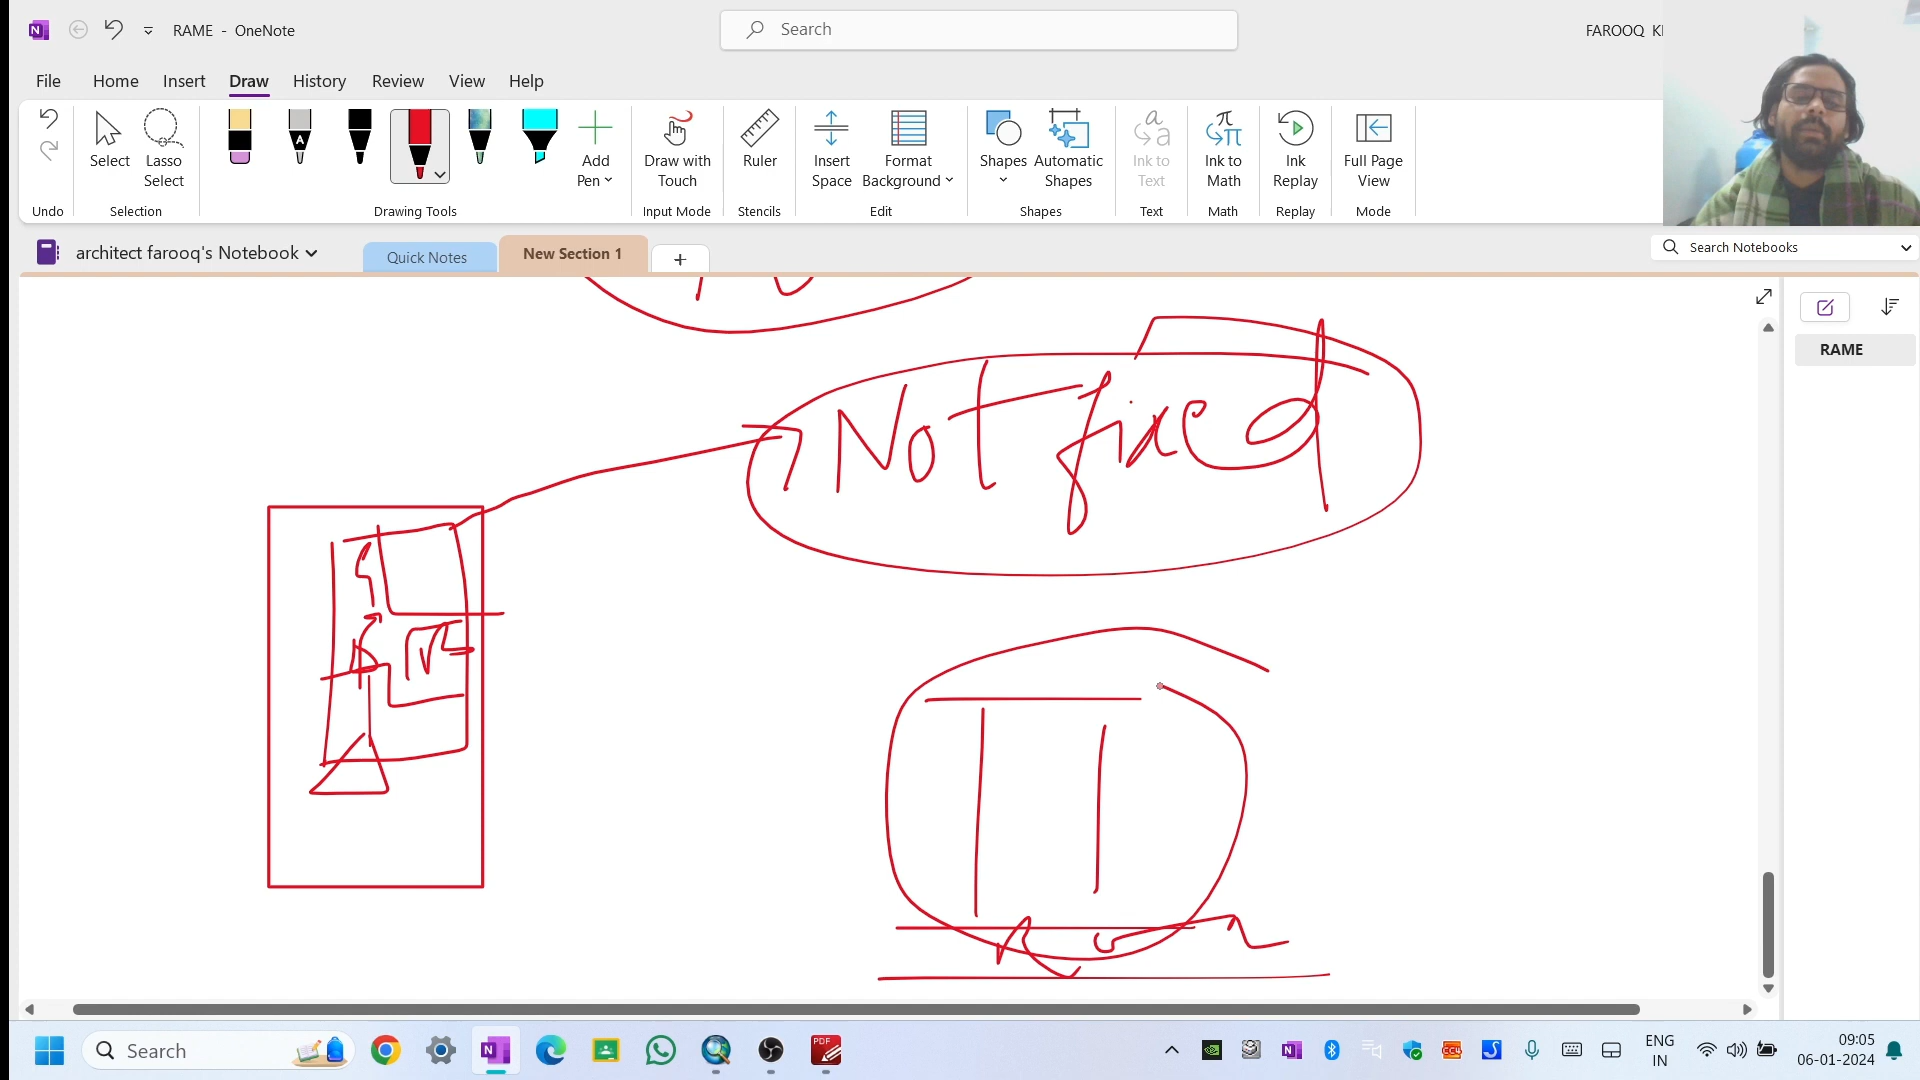 RAME - OneNote
Search
FAROOQ
File Home Insert Draw History Review View Help
Select
Lasso Select
Add Pen
Draw with Touch
Ruler
Insert Space
Format Background
Shapes
Automatic Shapes
Ink to Text
Ink to Math
Ink Replay
Full Page View
Undo Selection Drawing Tools Input Mode Stencils Edit Shapes Text Math Replay Mode
architect farooq's Notebook
Quick Notes
New Section 1
Search Notebooks
RAME
Not fixed
Search
PDF
ENG
IN
09:05
06-01-2024